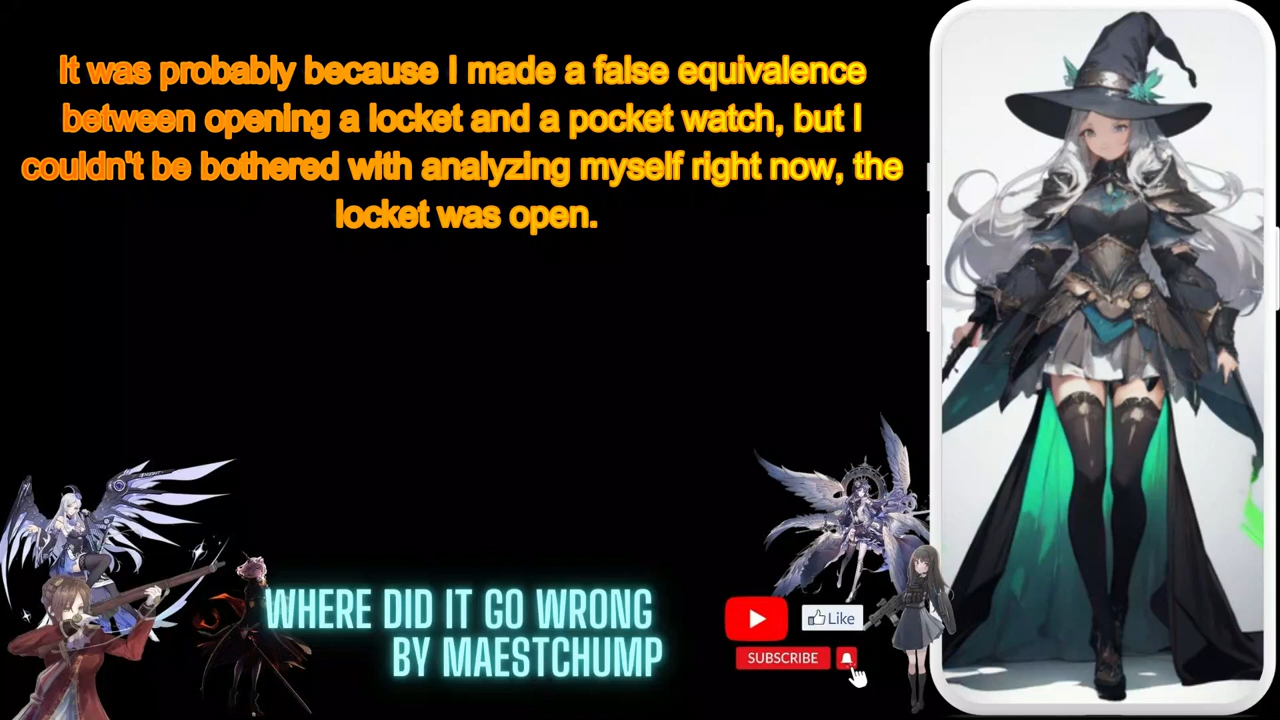 It was probably because I made a false equivalence
between opening a locket and a pocket watch, but I
couldn't be bothered with analyzing myself right now, the
locket was open.
WHERE DID IT GO WRONG
BY MAESTCHUMP
Like
SUBSCRIBE